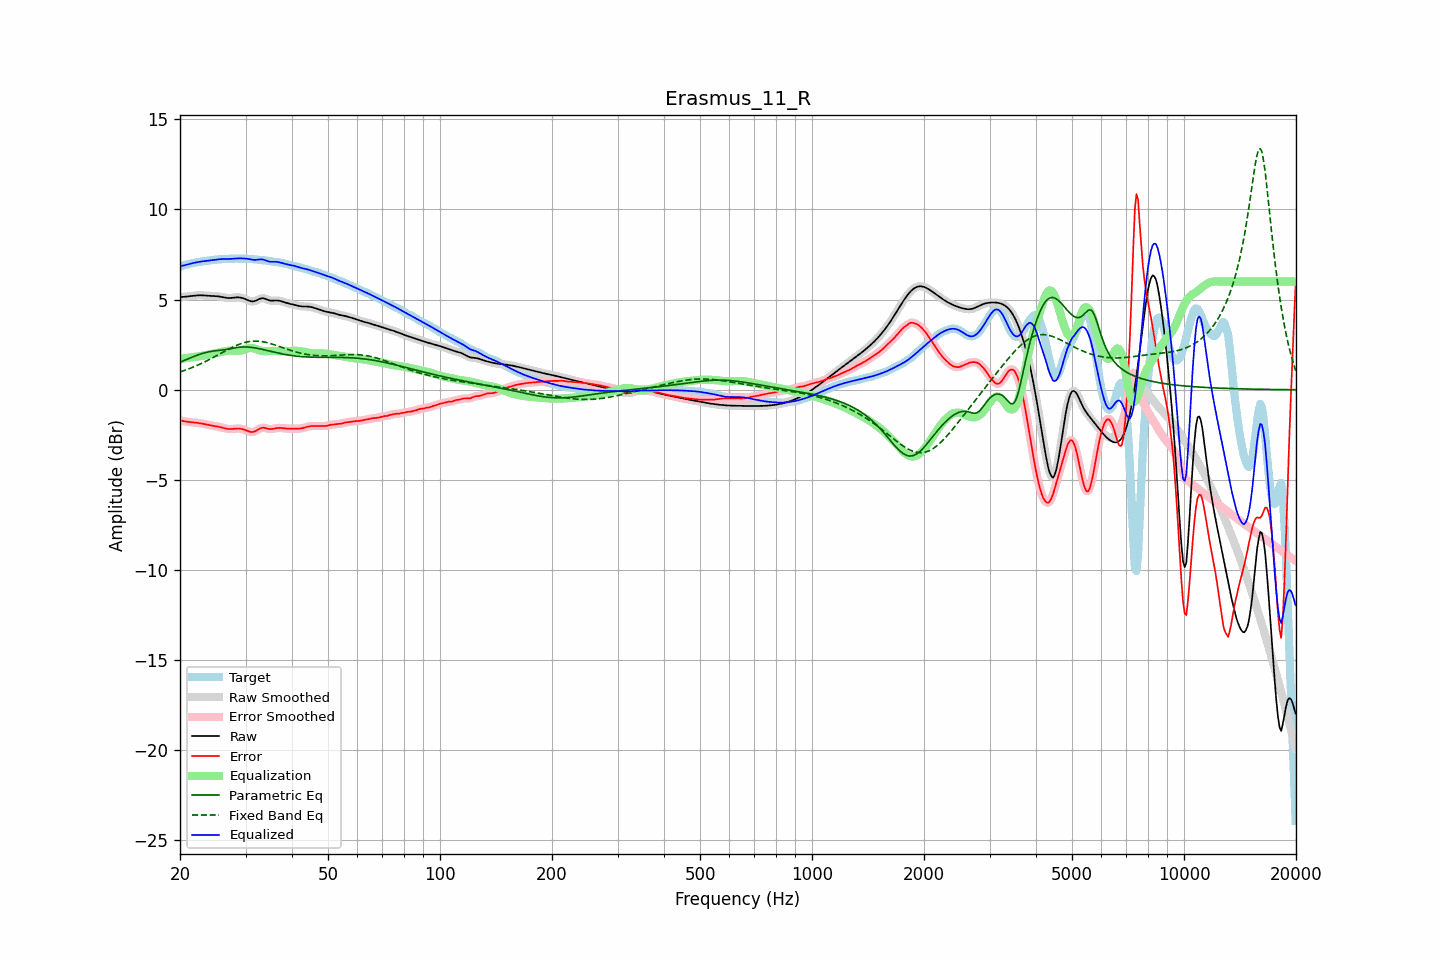 Erasmus_11_R
Amplitude (dBr)
15
10
5
0
−5
−10
−15
−20
−25
Target
Raw Smoothed
Error Smoothed
Raw
Error
Equalization
Parametric Eq
Fixed Band Eq
Equalized
20 50 100 200 500 1000 2000 5000 10000 20000
Frequency (Hz)